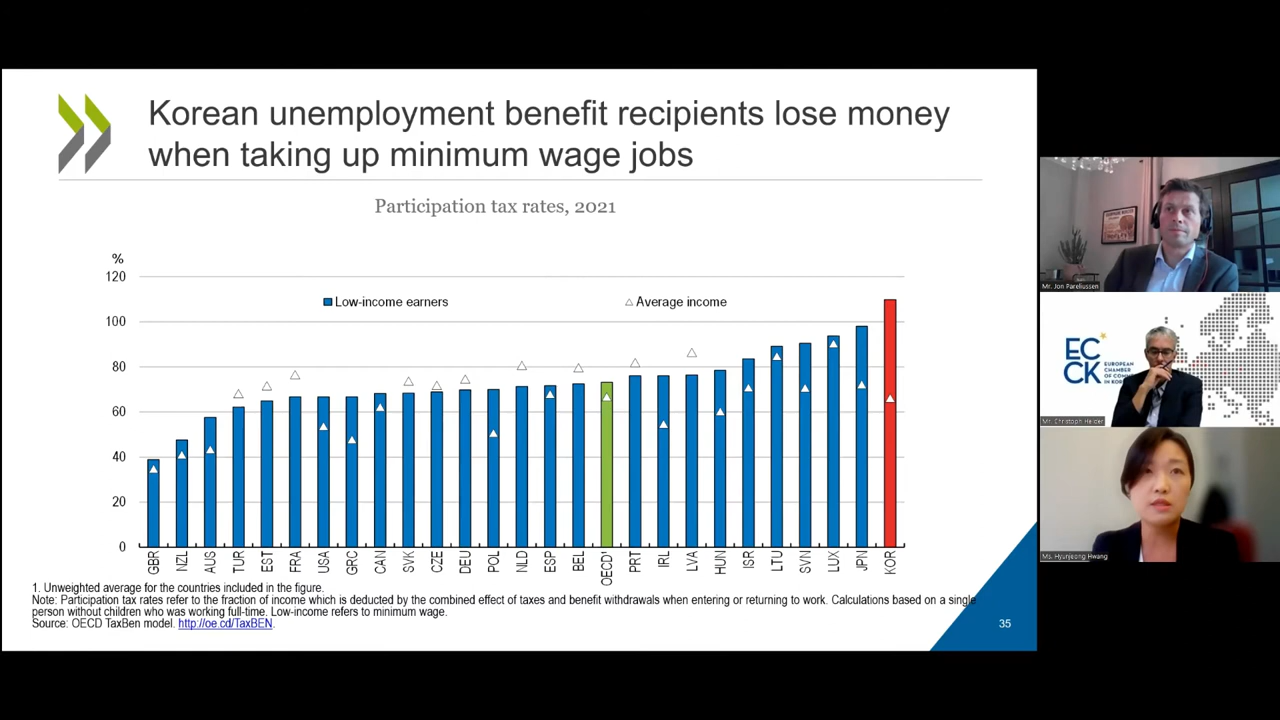 Korean unemployment benefit recipients lose money
when taking up minimum wage jobs
Participation tax rates, 2021
%
120
100
80
60
40
20
0
Low-income earners
Average income
GBR
NZL
AUS
TUR
EST
FRA
USA
GRC
CAN
SVK
CZE
DEU
POL
NLD
ESP
BEL
OECD¹
PRT
IRL
LVA
HUN
ISR
LTU
SVN
LUX
JPN
KOR
1. Unweighted average for the countries included in the figure.
Note: Participation tax rates refer to the fraction of income which is deducted by the combined effect of taxes and benefit withdrawals when entering or returning to work. Calculations based on a single
person without children who was working full-time. Low-income refers to minimum wage.
Source: OECD TaxBen model. http://oe.cd/TaxBEN.
35
Mr. Jon Pareliussen
EC
CK
EUROPEAN
CHAMBER OF
IN
Mr. Christoph Heider
Ms. Hyunjeong Hwang